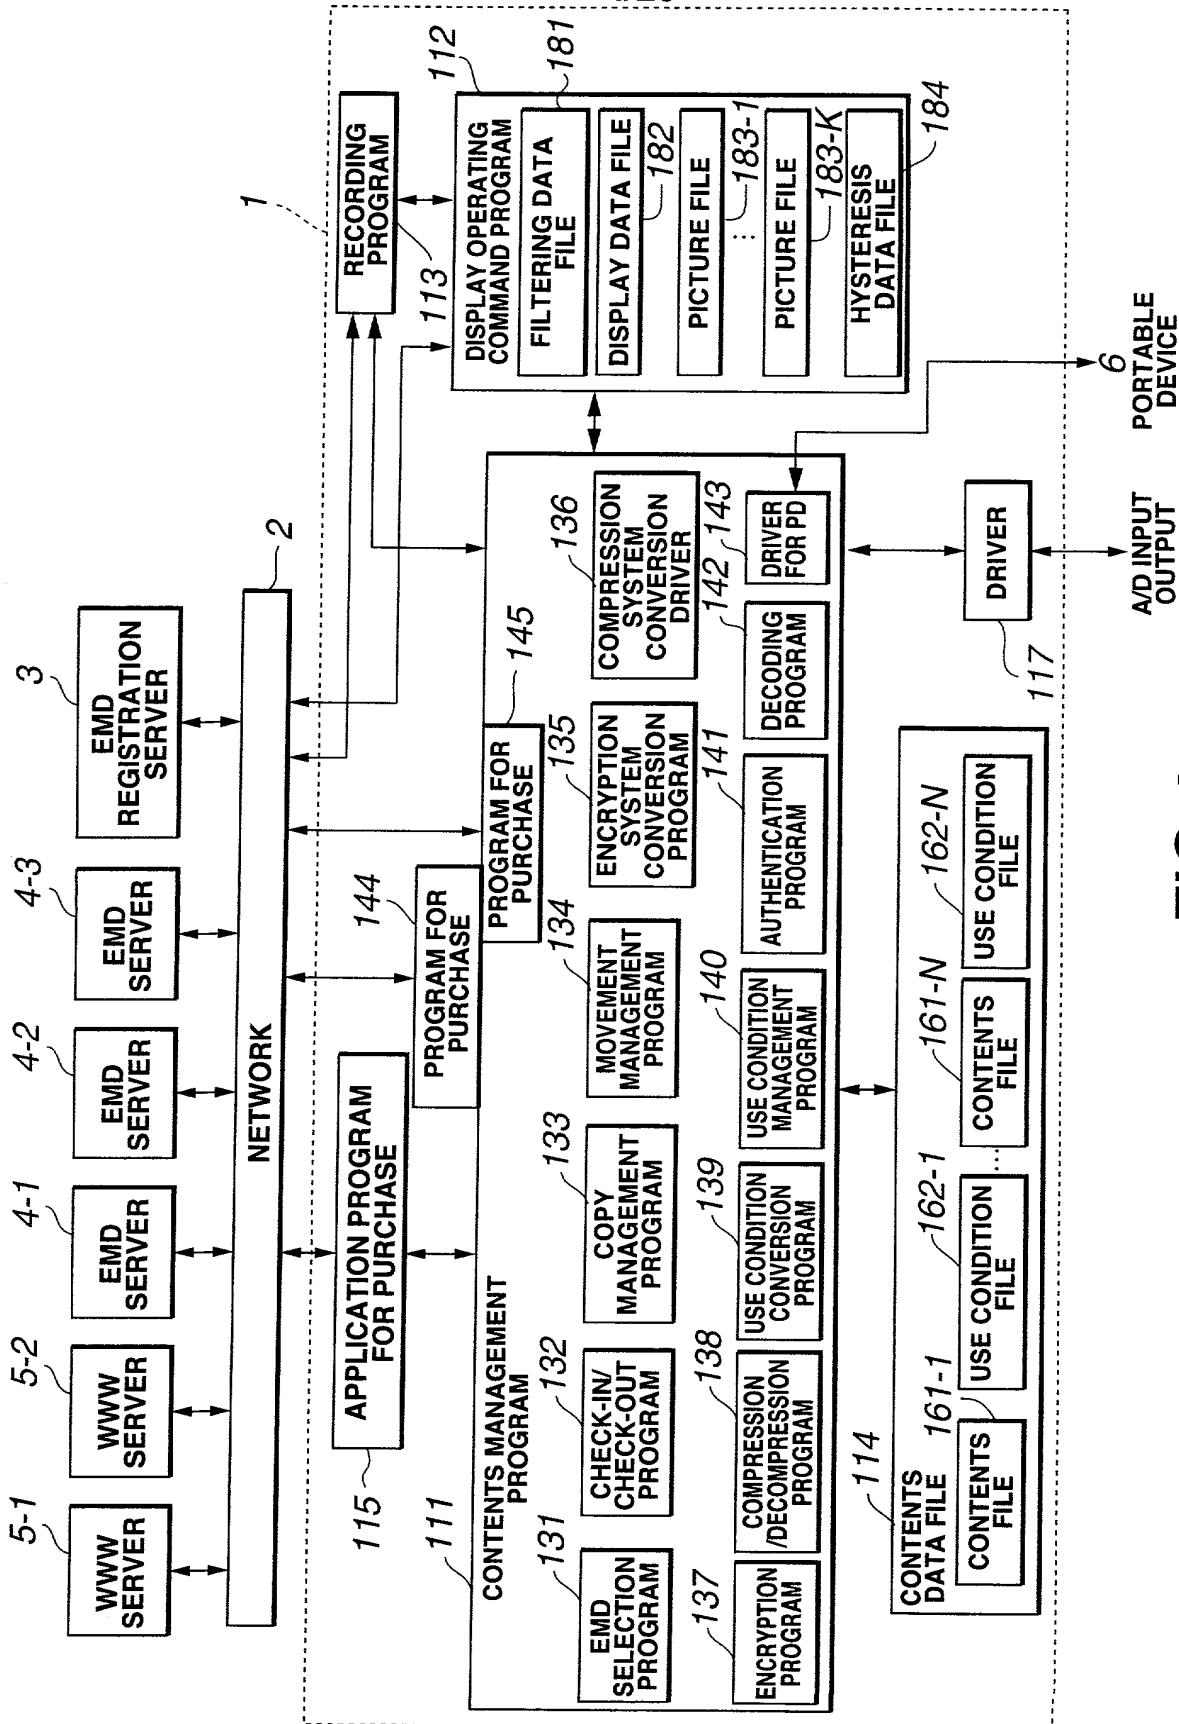 5-1
WWW
SERVER
5-2
WWW
SERVER
4-1
EMD
SERVER
4-2
EMD
SERVER
4-3
EMD
SERVER
3
EMD
REGISTRATION
SERVER
NETWORK
2
1
115
APPLICATION PROGRAM
FOR PURCHASE
144
PROGRAM FOR
PURCHASE
145
PROGRAM FOR
PURCHASE
RECORDING
PROGRAM
113
111
CONTENTS MANAGEMENT
PROGRAM
131
EMD
SELECTION
PROGRAM
132
CHECK-IN/
CHECK-OUT
PROGRAM
133
COPY
MANAGEMENT
PROGRAM
134
MOVEMENT
MANAGEMENT
PROGRAM
135
ENCRYPTION
SYSTEM
CONVERSION
PROGRAM
136
COMPRESSION
SYSTEM
CONVERSION
DRIVER
137
ENCRYPTION
PROGRAM
138
COMPRESSION
/DECOMPRESSION
PROGRAM
139
USE CONDITION
CONVERSION
PROGRAM
140
USE CONDITION
MANAGEMENT
PROGRAM
141
AUTHENTICATION
PROGRAM
142
DECODING
PROGRAM
143
DRIVER
FOR PD
112
DISPLAY OPERATING
COMMAND PROGRAM
181
FILTERING DATA
FILE
DISPLAY DATA FILE
182
PICTURE FILE
183-1
...
PICTURE FILE
183-K
HYSTERESIS
DATA FILE
184
114
CONTENTS
DATA FILE
161-1
CONTENTS
FILE
162-1
USE CONDITION
FILE
...
161-N
CONTENTS
FILE
162-N
USE CONDITION
FILE
117
DRIVER
A/D INPUT
OUTPUT
6
PORTABLE
DEVICE